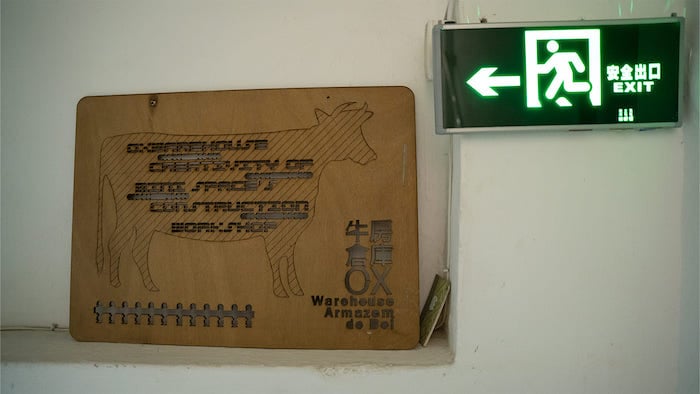 OXWAREHOUSE
CREATIVITY OF
SPACE'S
CONSTRUCTION
WORKSHOP
牛房
倉庫
OX
Warehouse
Armazem
do Boi
安全出口
EXIT